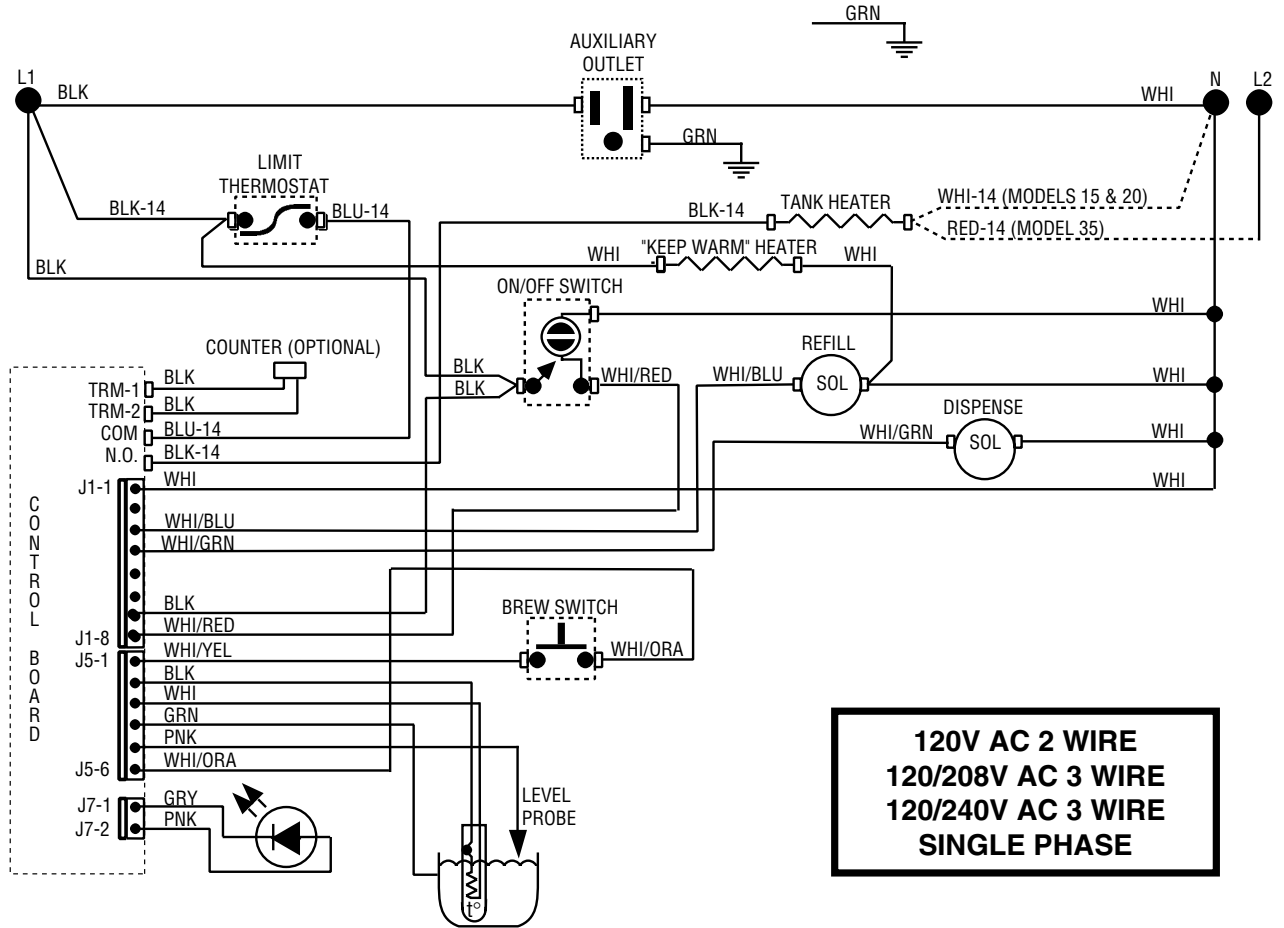 GRN
AUXILIARY
OUTLET
L1
N
L2
BLK
WHI
GRN
LIMIT
THERMOSTAT
BLK-14
BLU-14
BLK-14
TANK HEATER
WHI-14 (MODELS 15 & 20)
RED-14 (MODEL 35)
WHI
"KEEP WARM" HEATER
WHI
BLK
ON/OFF SWITCH
WHI
COUNTER (OPTIONAL)
REFILL
BLK
BLK
WHI/RED
WHI/BLU
SOL
WHI
TRM-1
BLK
TRM-2
BLK
DISPENSE
COM
BLU-14
WHI/GRN
SOL
WHI
N.O.
BLK-14
J1-1
WHI
WHI
CONTROL BOARD
WHI/BLU
WHI/GRN
BLK
WHI/RED
J1-8
BREW SWITCH
J5-1
WHI/YEL
WHI/ORA
BLK
WHI
GRN
PNK
WHI/ORA
J5-6
J7-1
GRY
J7-2
PNK
LEVEL
PROBE
t°
120V AC 2 WIRE
120/208V AC 3 WIRE
120/240V AC 3 WIRE
SINGLE PHASE